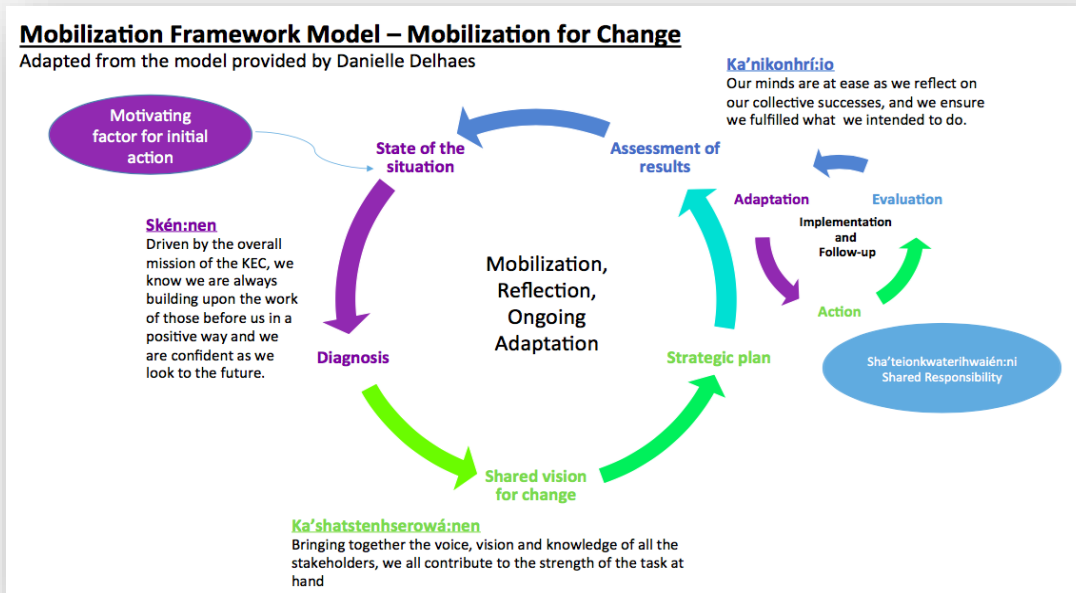 Mobilization Framework Model – Mobilization for Change
Adapted from the model provided by Danielle Delhaes
Motivating
factor for initial
action
State of the
situation
Assessment of
results
Ka’nikonhrí:io
Our minds are at ease as we reflect on
our collective successes, and we ensure
we fulfilled what we intended to do.
Adaptation
Evaluation
Implementation
and
Follow-up
Action
Skén:nen
Driven by the overall
mission of the KEC, we
know we are always
building upon the work
of those before us in a
positive way and we
are confident as we
look to the future.
Mobilization,
Reflection,
Ongoing
Adaptation
Diagnosis
Strategic plan
Sha’teionkwaterihwaién:ni
Shared Responsibility
Shared vision
for change
Ka’shatstenhserowá:nen
Bringing together the voice, vision and knowledge of all the
stakeholders, we all contribute to the strength of the task at
hand